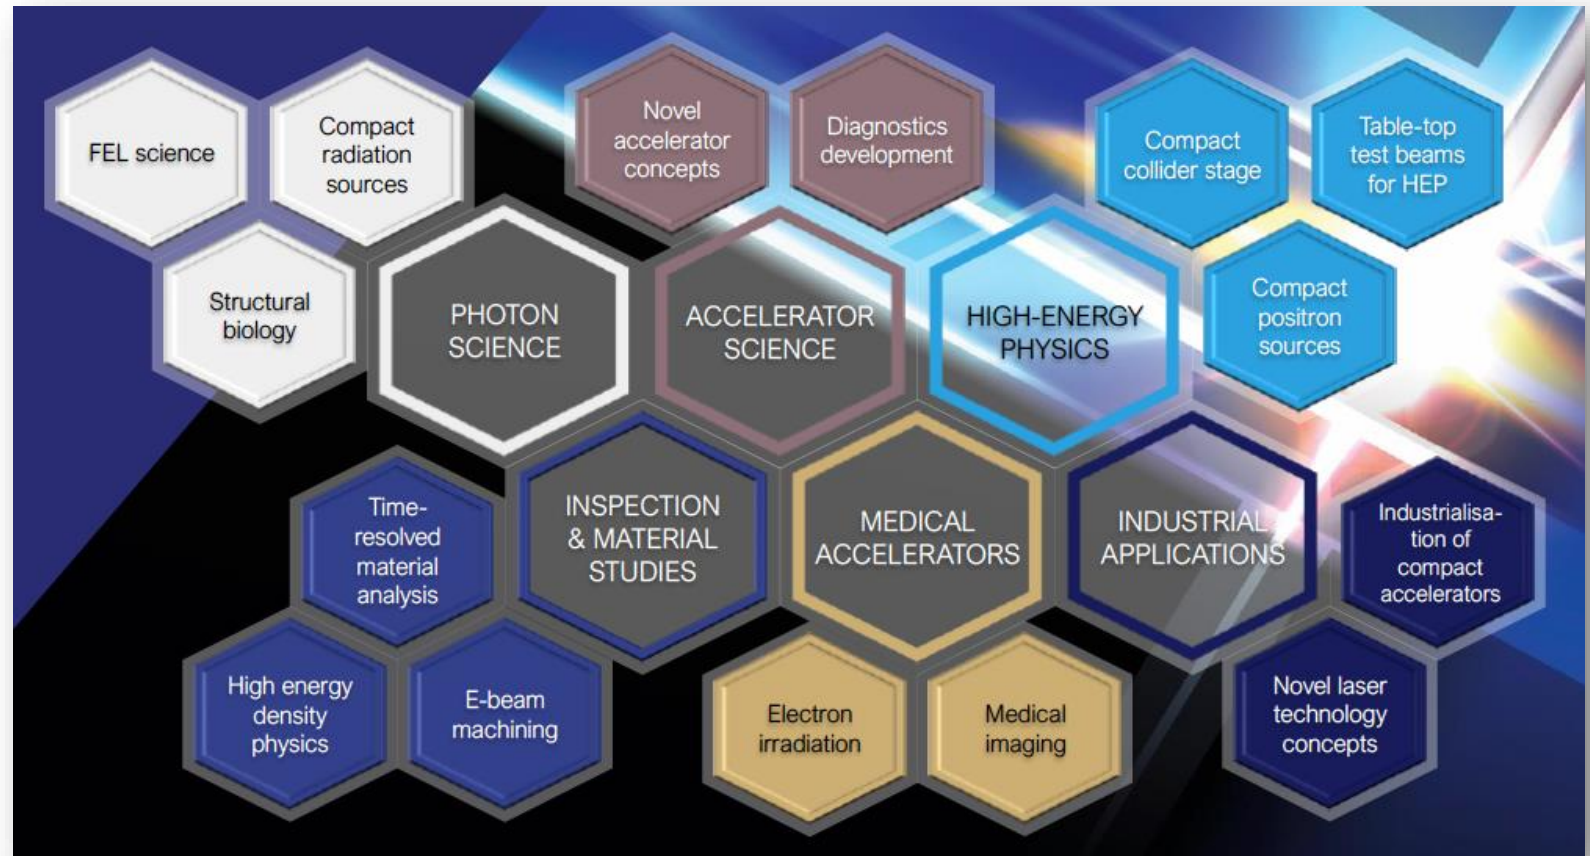 FEL science
Compact
radiation
sources
Structural
biology
PHOTON
SCIENCE
Novel
accelerator
concepts
Diagnostics
development
ACCELERATOR
SCIENCE
Compact
collider stage
Table-top
test beams
for HEP
Compact
positron
sources
HIGH-ENERGY
PHYSICS
Time-
resolved
material
analysis
High energy
density
physics
E-beam
machining
INSPECTION
& MATERIAL
STUDIES
MEDICAL
ACCELERATORS
Electron
irradiation
Medical
imaging
INDUSTRIAL
APPLICATIONS
Industrialisa-
tion of
compact
accelerators
Novel laser
technology
concepts